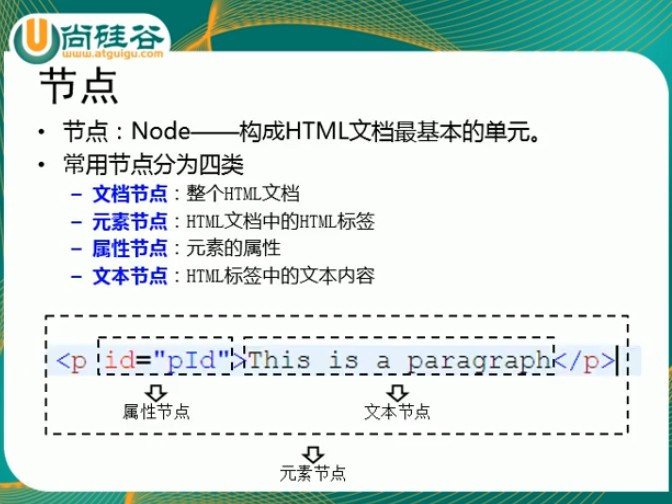 尚硅谷
www.atguigu.com
节点
• 节点：Node——构成HTML文档最基本的单元。
• 常用节点分为四类
– 文档节点：整个HTML文档
– 元素节点：HTML文档中的HTML标签
– 属性节点：元素的属性
– 文本节点：HTML标签中的文本内容
<p id="pId">This is a paragraph</p>
属性节点 文本节点
元素节点